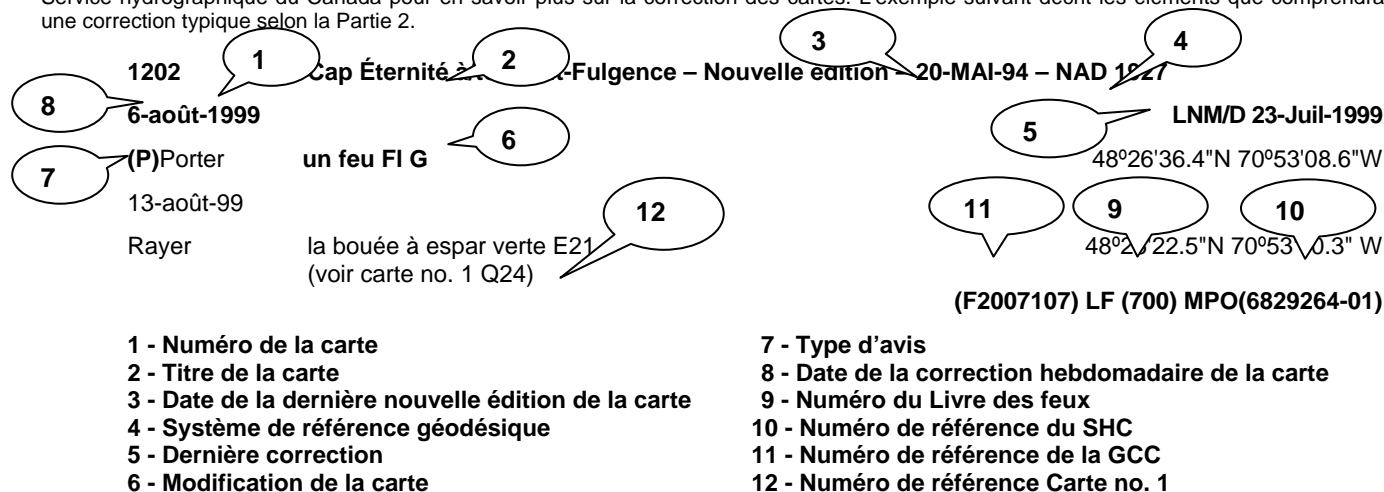 Service hydrographique du Canada pour en savoir plus sur la correction des cartes. L'exemple suivant décrit les éléments que comprendra
une correction typique selon la Partie 2.
1 2 3 4
1202 Cap Éternité à -Fulgence – Nouvelle édition – 20-MAI-94 – NAD 1927
8 6-août-1999 5 LNM/D 23-Juil-1999
7 (P)Porter un feu Fl G 6 48º26'36.4"N 70º53'08.6"W
13-août-99 12 11 9 10
Rayer la bouée à espar verte E21 22.5"N 70º53 0.3" W
(voir carte no. 1 Q24)
(F2007107) LF (700) MPO(6829264-01)
1 - Numéro de la carte
2 - Titre de la carte
3 - Date de la dernière nouvelle édition de la carte
4 - Système de référence géodésique
5 - Dernière correction
6 - Modification de la carte
7 - Type d'avis
8 - Date de la correction hebdomadaire de la carte
9 - Numéro du Livre des feux
10 - Numéro de référence du SHC
11 - Numéro de référence de la GCC
12 - Numéro de référence Carte no. 1